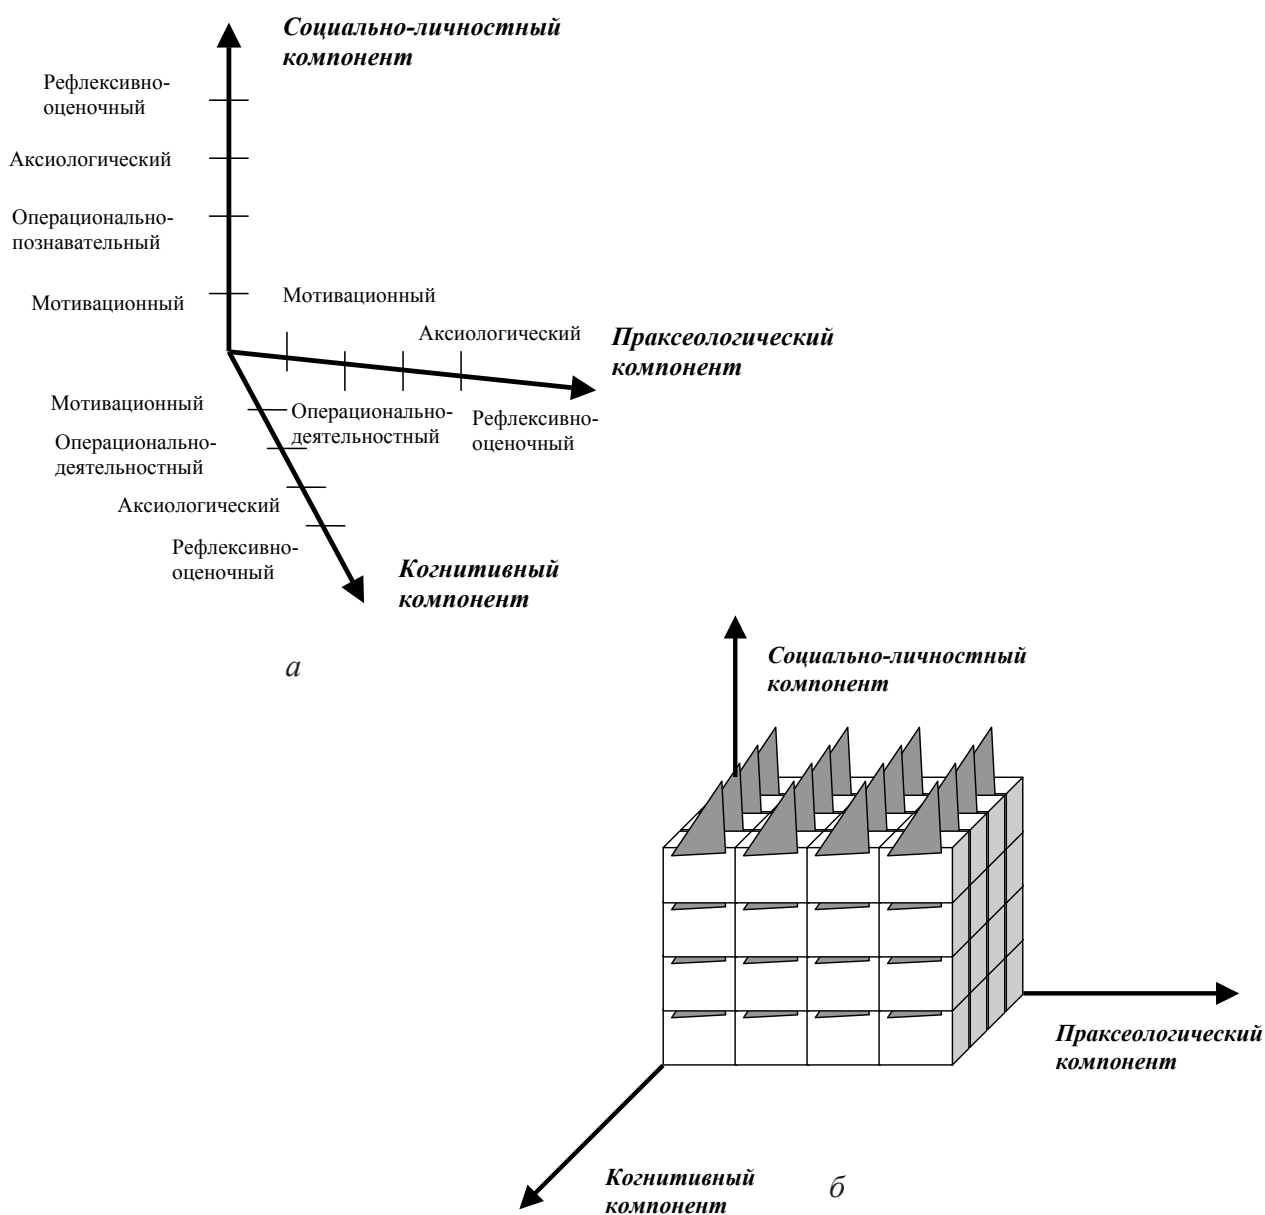 Социально-личностный
компонент
Рефлексивно-
оценочный
Аксиологический
Операционально-
познавательный
Мотивационный
Мотивационный
Аксиологический
Праксеологический
компонент
Мотивационный
Операционально-
деятельностный
Рефлексивно-
оценочный
Операционально-
деятельностный
Аксиологический
Рефлексивно-
оценочный
Когнитивный
компонент
а
Социально-личностный
компонент
Праксеологический
компонент
Когнитивный
компонент
б